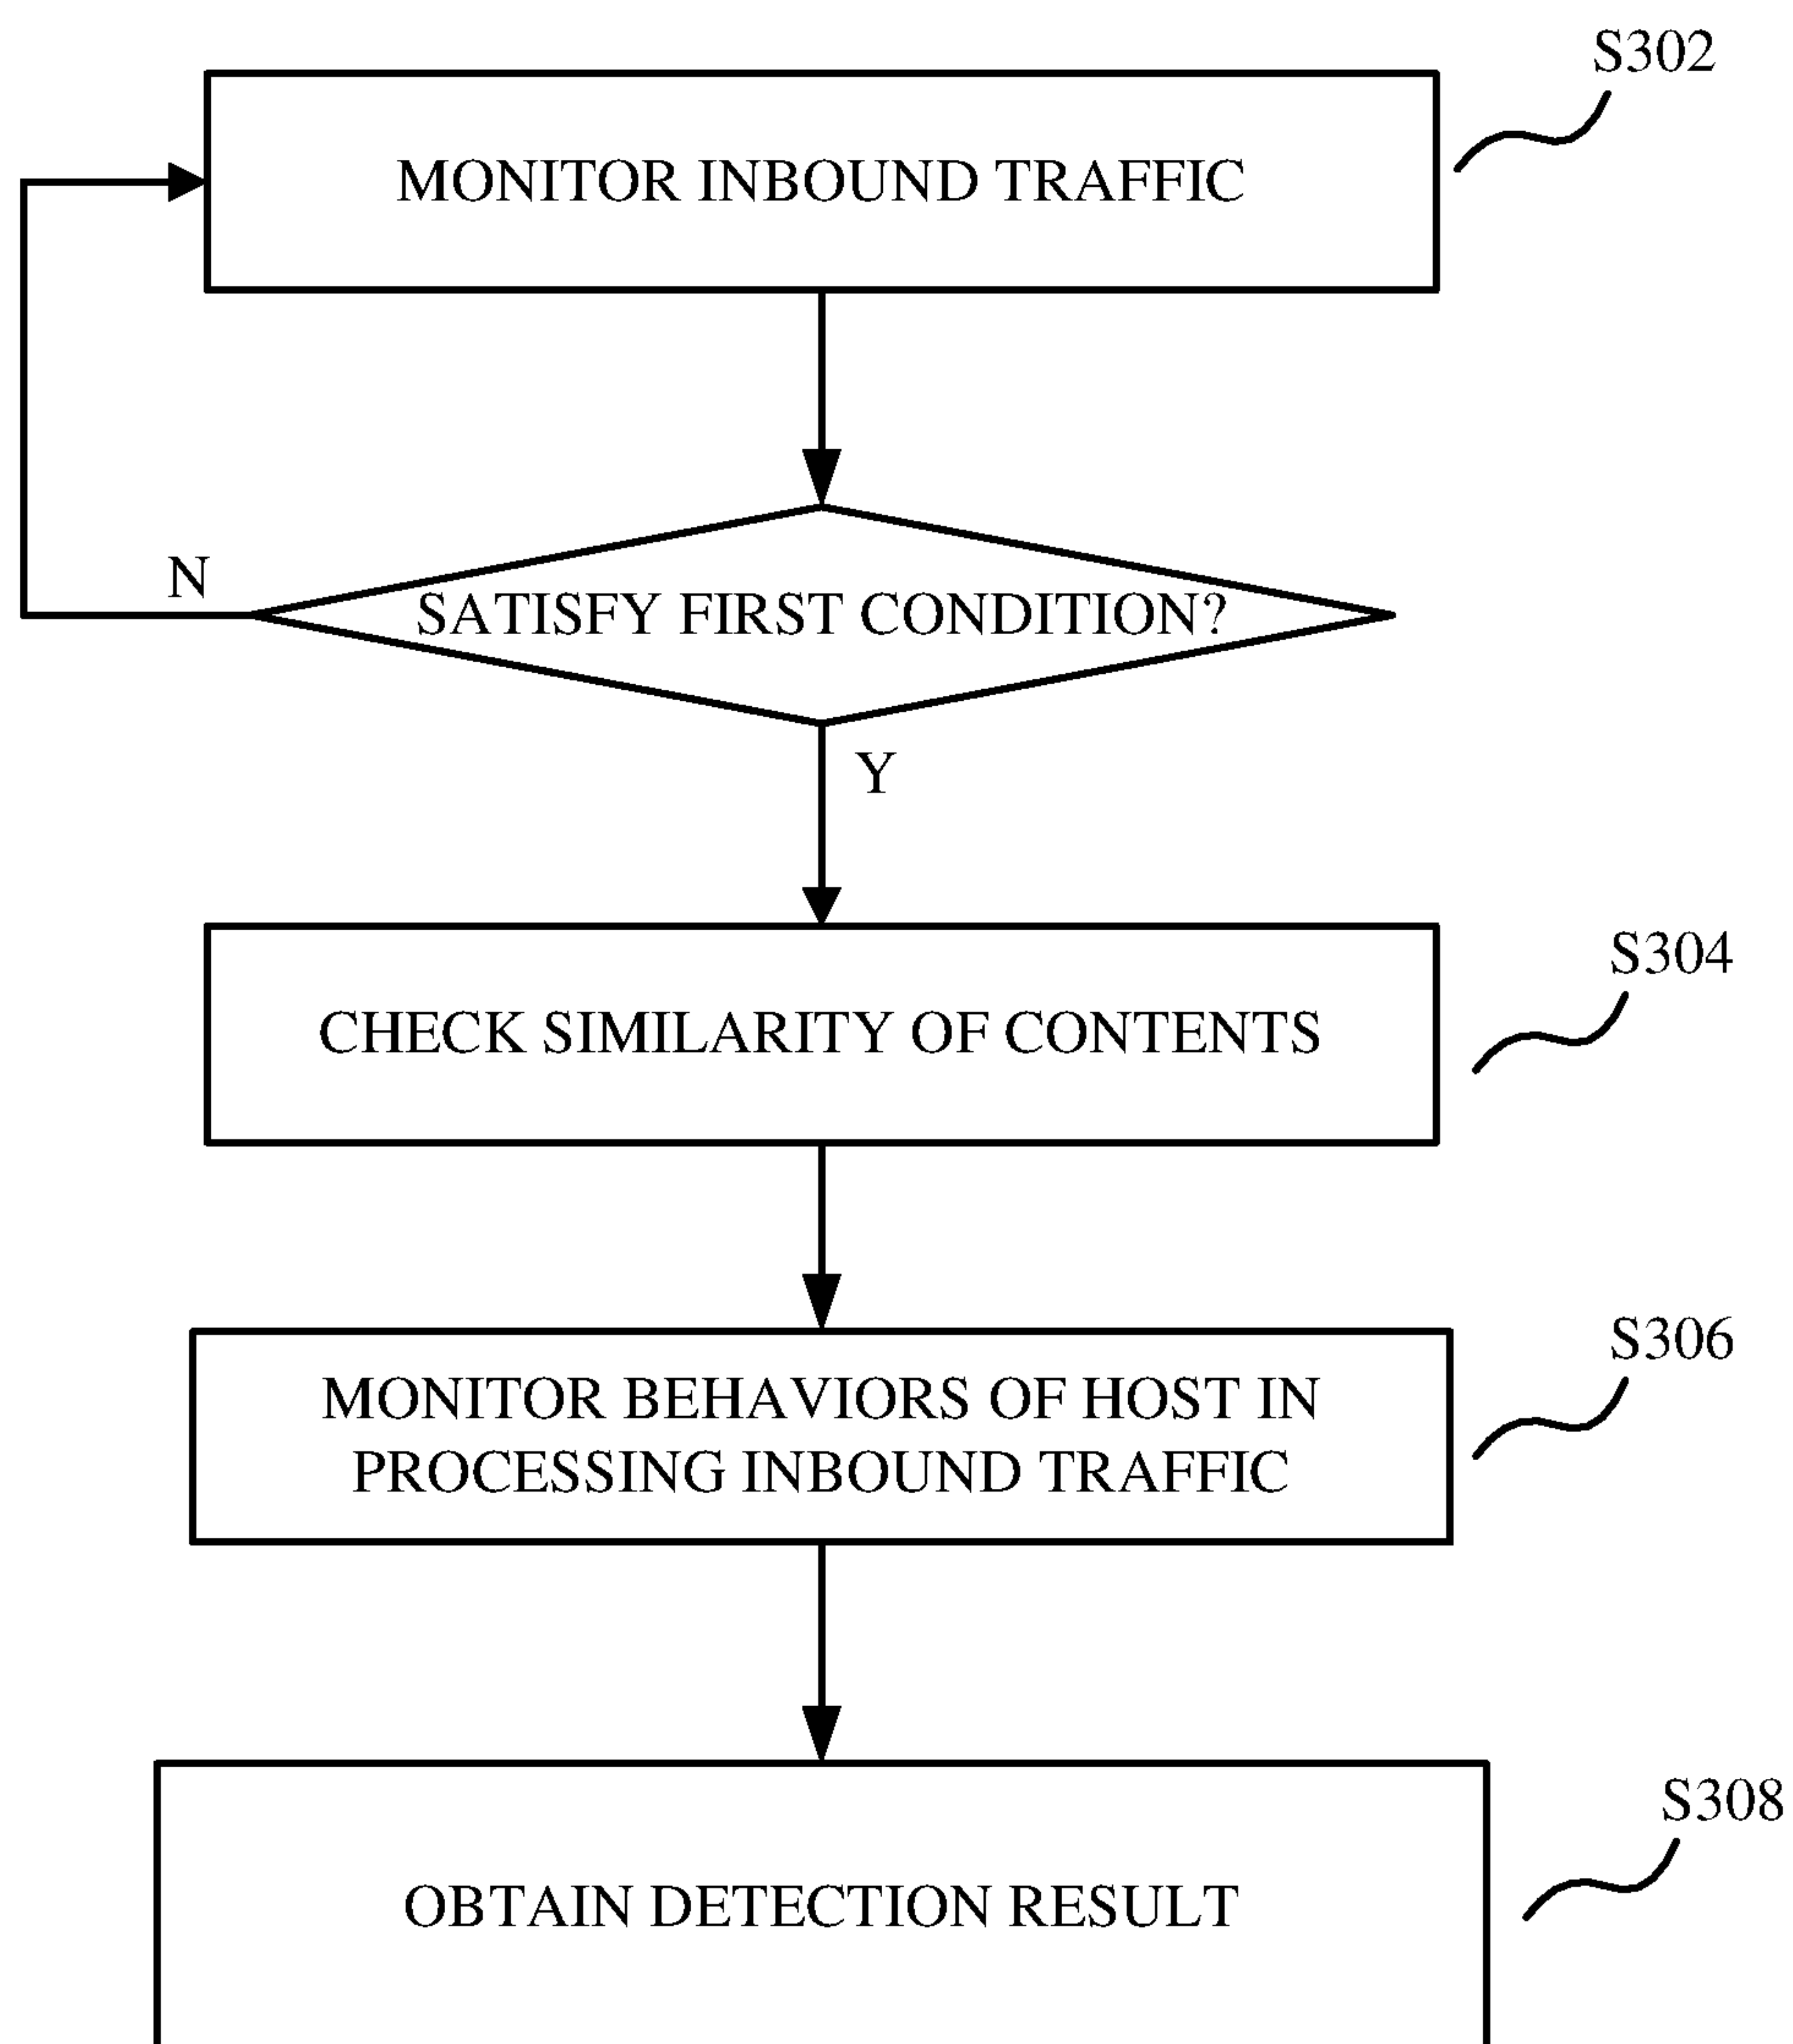 S302
MONITOR INBOUND TRAFFIC
N
SATISFY FIRST CONDITION?
Y
S304
CHECK SIMILARITY OF CONTENTS
S306
MONITOR BEHAVIORS OF HOST IN
PROCESSING INBOUND TRAFFIC
S308
OBTAIN DETECTION RESULT